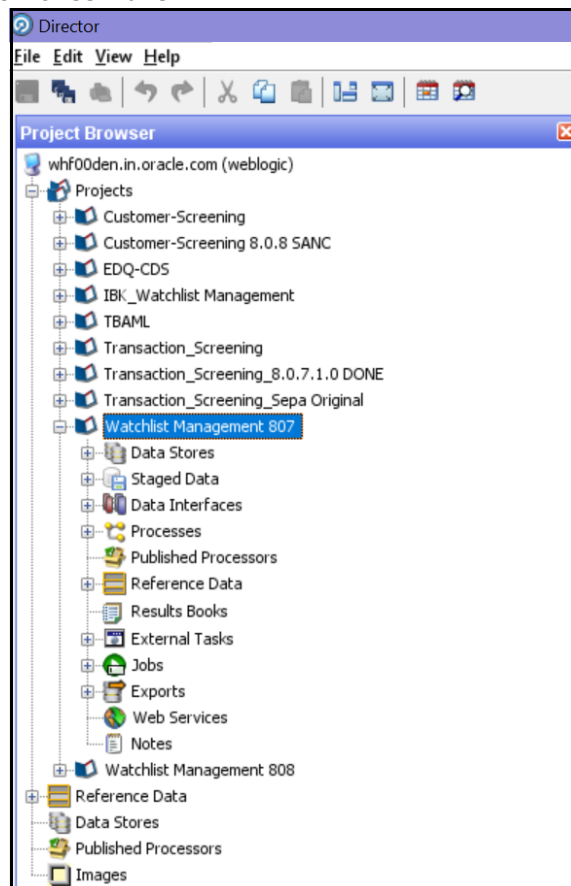 Director
File Edit View Help
Project Browser
whf00den.in.oracle.com (weblogic)
Projects
Customer-Screening
Customer-Screening 8.0.8 SANC
EDQ-CDS
IBK_Watchlist Management
TBAML
Transaction_Screening
Transaction_Screening_8.0.7.1.0 DONE
Transaction_Screening_Sepa Original
Watchlist Management 807
Data Stores
Staged Data
Data Interfaces
Processes
Published Processors
Reference Data
Results Books
External Tasks
Jobs
Exports
Web Services
Notes
Watchlist Management 808
Reference Data
Data Stores
Published Processors
Images